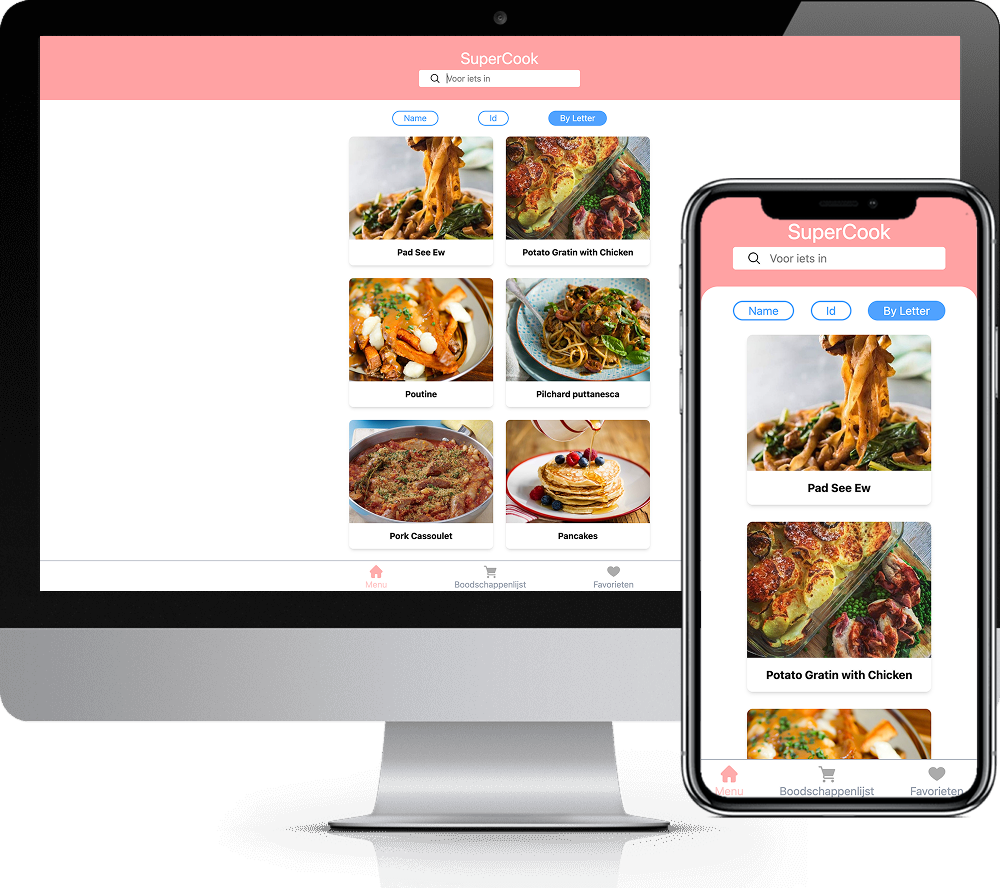 SuperCook
Voor iets in
Name
Id
By Letter
Pad See Ew
Potato Gratin with Chicken
Poutine
Pilchard puttanesca
Pork Cassoulet
Pancakes
Menu
Boodschappenlijst
Favorieten
SuperCook
Voor iets in
Name
Id
By Letter
Pad See Ew
Potato Gratin with Chicken
Menu
Boodschappenlijst
Favorieten